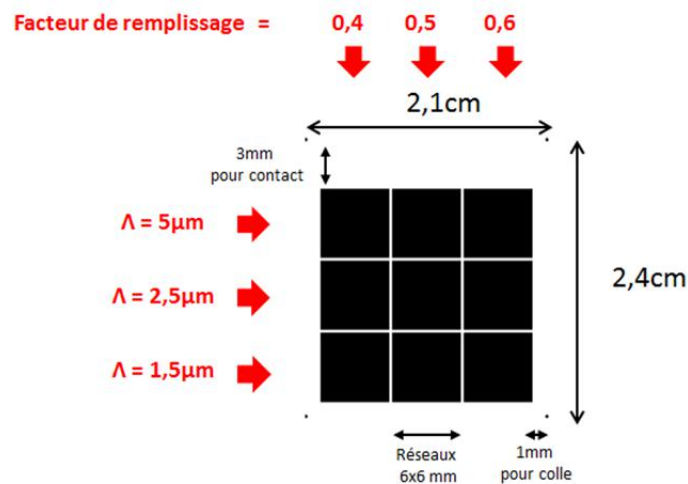 Facteur de remplissage = 0,4 0,5 0,6
2,1cm
3mm
pour contact
Λ = 5µm
Λ = 2,5µm
2,4cm
Λ = 1,5µm
Réseaux
6x6 mm
1mm
pour colle